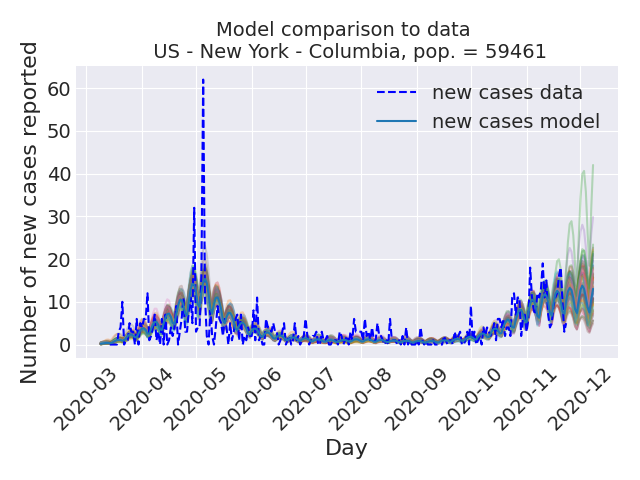 Model comparison to data
US - New York - Columbia, pop. = 59461
Number of new cases reported
60
50
40
30
20
10
0
new cases data
new cases model
2020-03
2020-04
2020-05
2020-06
2020-07
2020-08
2020-09
2020-10
2020-11
2020-12
Day